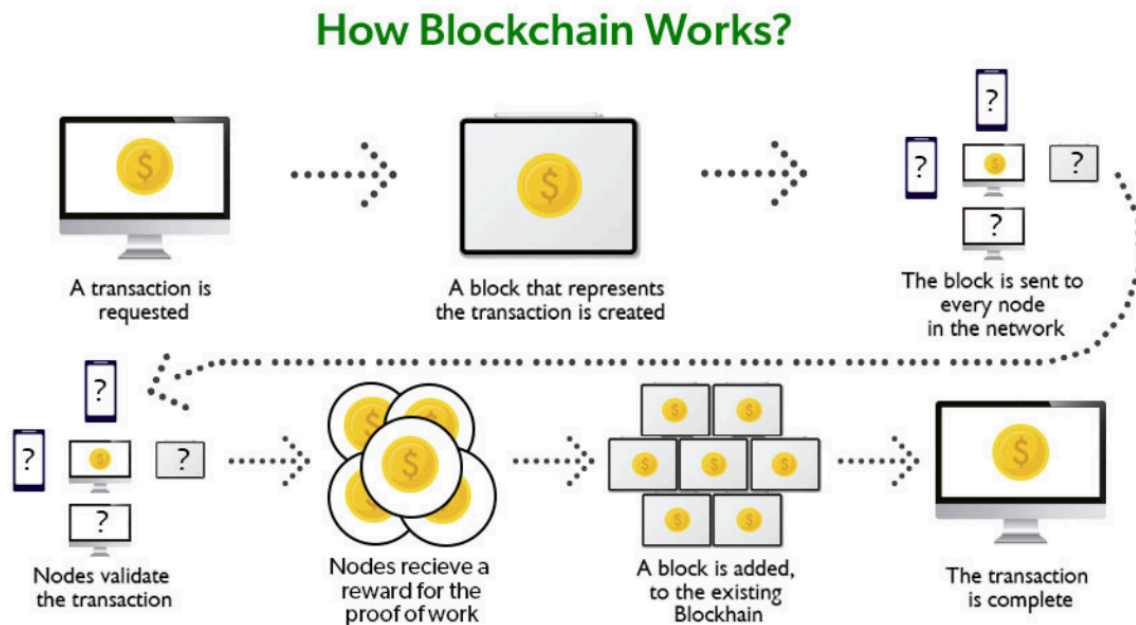 How Blockchain Works?
?
?
$
?
?
$
$
A transaction is
requested
A block that represents
the transaction is created
The block is sent to
every node
in the network
?
?
$
?
?
$
$
$
$
$
$
$
$
$
$
$
$
$
Nodes validate
the transaction
Nodes recieve a
reward for the
proof of work
A block is added,
to the existing
Blockhain
The transaction
is complete